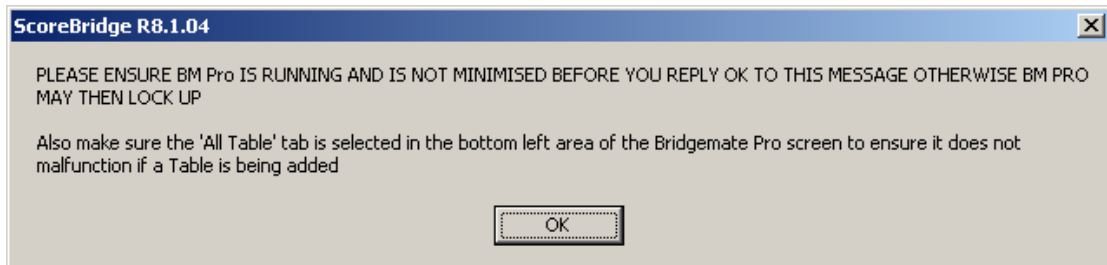 ScoreBridge R8.1.04
PLEASE ENSURE BM Pro IS RUNNING AND IS NOT MINIMISED BEFORE YOU REPLY OK TO THIS MESSAGE OTHERWISE BM PRO
MAY THEN LOCK UP
Also make sure the 'All Table' tab is selected in the bottom left area of the Bridgemate Pro screen to ensure it does not
malfunction if a Table is being added
OK